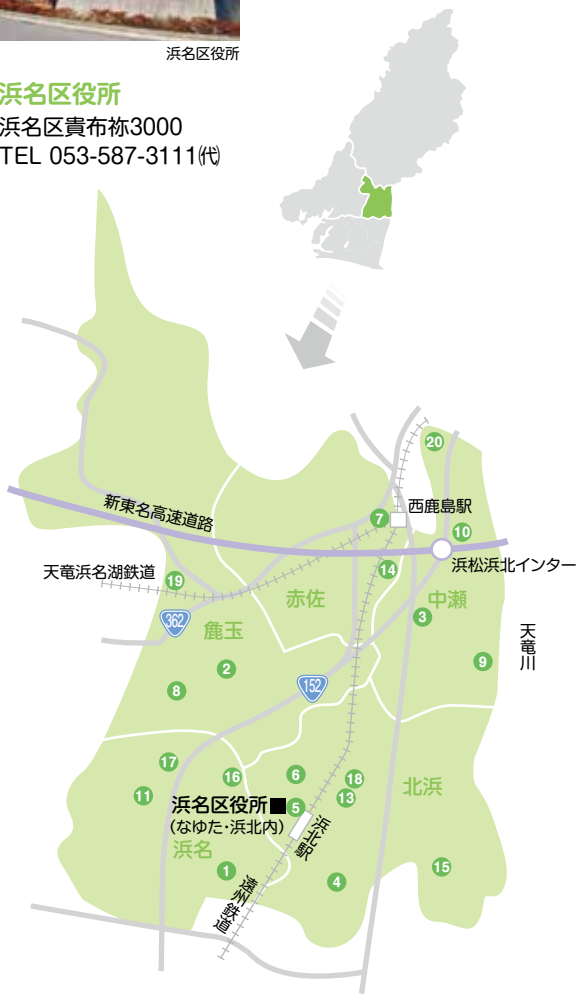 浜名区役所
浜名区役所
浜名区貴布祢3000
TEL 053-587-3111㈹
20
西鹿島駅
7
10
新東名高速道路
浜松浜北インター
天竜浜名湖鉄道
19
14
赤佐
中瀬
362
麁玉
3
天竜川
2
9
152
8
17
16
6
18
北浜
11
13
浜名区役所
5
(なゆた・浜北内)
浜北駅
浜名
1
4
15
遠州鉄道